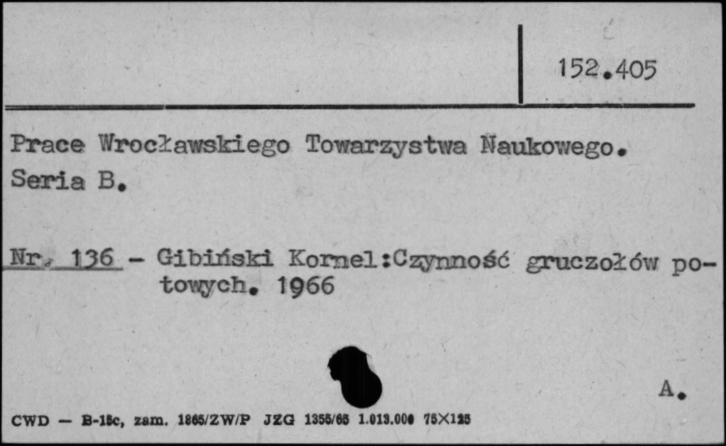 152.405
Prace Wrocławskiego Towarzystwa Naukowego.
Seria B.
Nr. 136 - Gibiński Kornel:Czynność gruczołów po-
towych. 1966
A.
CWD — B-15c, zam. 1865/ZW/P JZG 1355/65 1.013.000 75X125